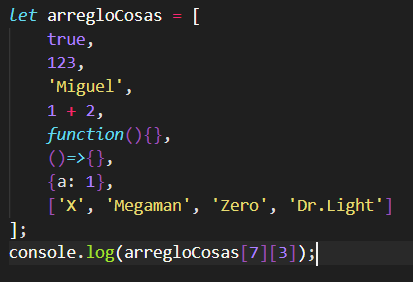 let arregloCosas = [
    true,
    123,
    'Miguel',
    1 + 2,
    function(){},
    ()=>{},
    {a: 1},
    ['X', 'Megaman', 'Zero', 'Dr.Light']
];
console.log(arregloCosas[7][3]);